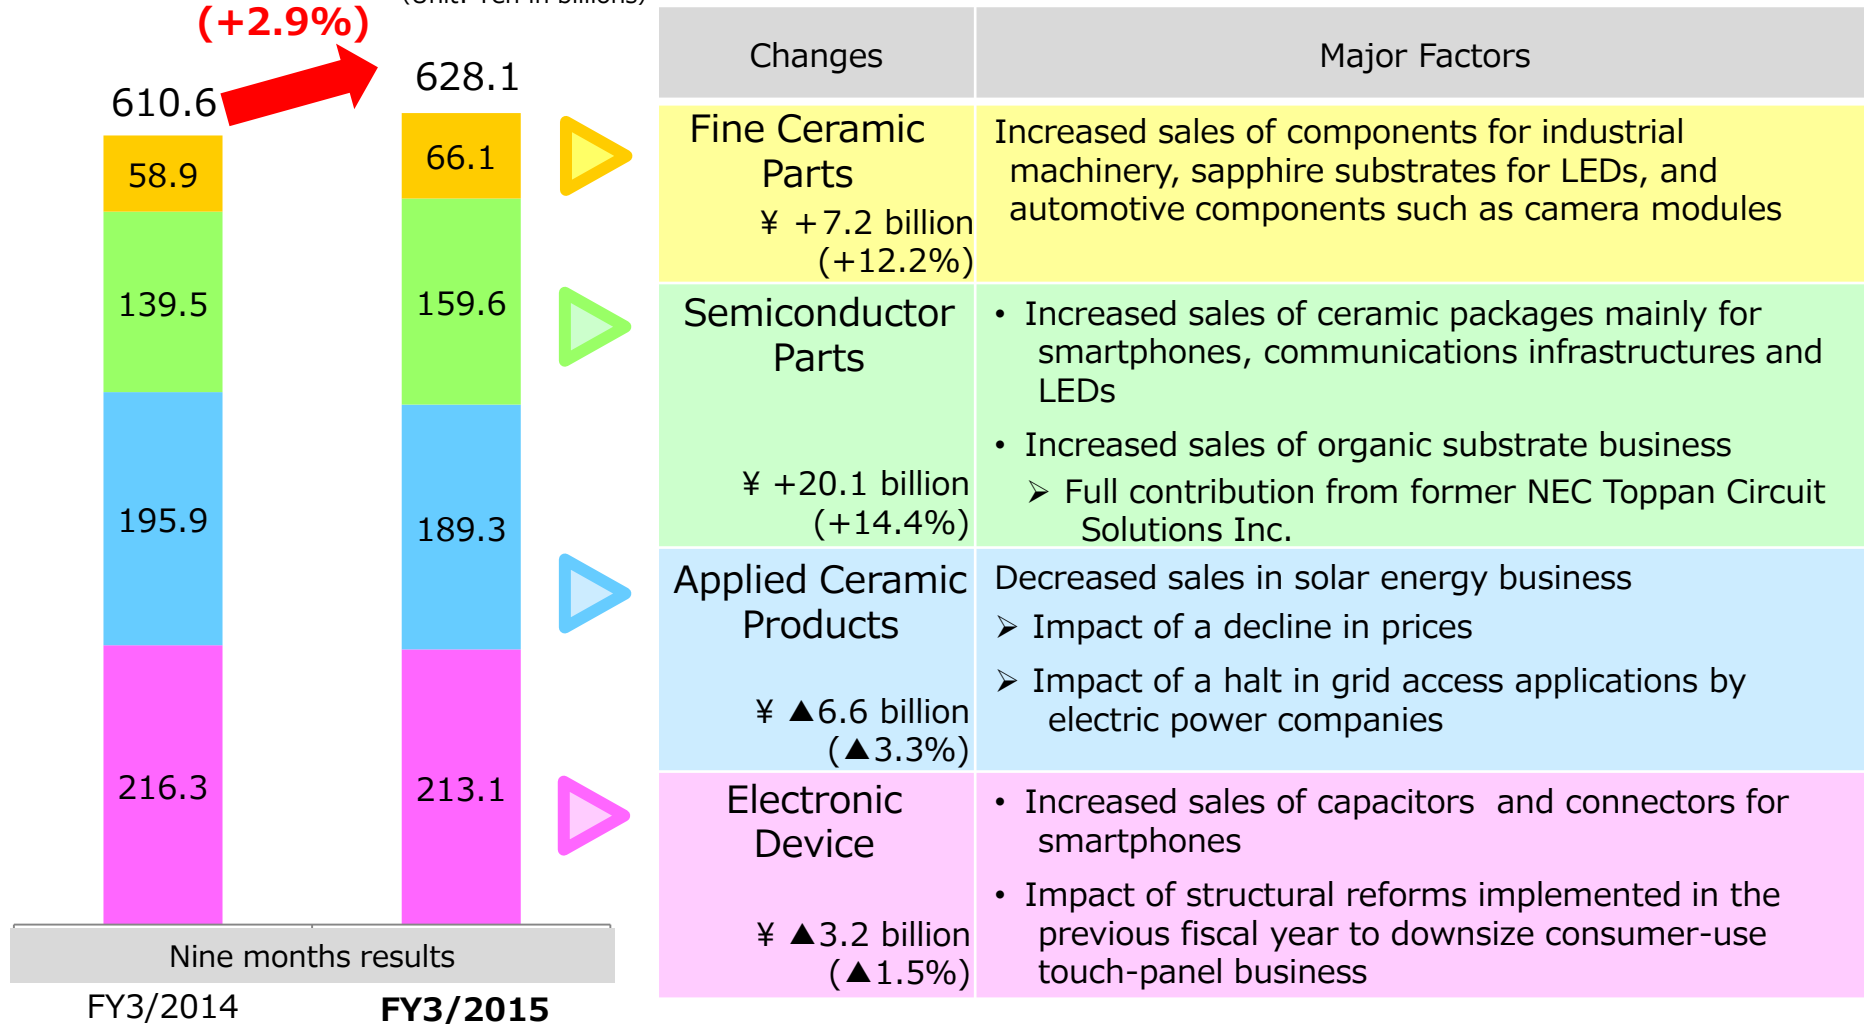 (+2.9%)
(Unit: Yen in billions)
610.6
628.1
58.9
66.1
139.5
159.6
195.9
189.3
216.3
213.1
Nine months results
FY3/2014
FY3/2015
Changes
Major Factors
Fine Ceramic
Parts
¥ +7.2 billion
(+12.2%)
Increased sales of components for industrial
machinery, sapphire substrates for LEDs, and
automotive components such as camera modules
Semiconductor
Parts
¥ +20.1 billion
(+14.4%)
• Increased sales of ceramic packages mainly for
smartphones, communications infrastructures and
LEDs
• Increased sales of organic substrate business
➢ Full contribution from former NEC Toppan Circuit
Solutions Inc.
Applied Ceramic
Products
¥ ▲6.6 billion
(▲3.3%)
Decreased sales in solar energy business
➢ Impact of a decline in prices
➢ Impact of a halt in grid access applications by
electric power companies
Electronic
Device
¥ ▲3.2 billion
(▲1.5%)
• Increased sales of capacitors and connectors for
smartphones
• Impact of structural reforms implemented in the
previous fiscal year to downsize consumer-use
touch-panel business